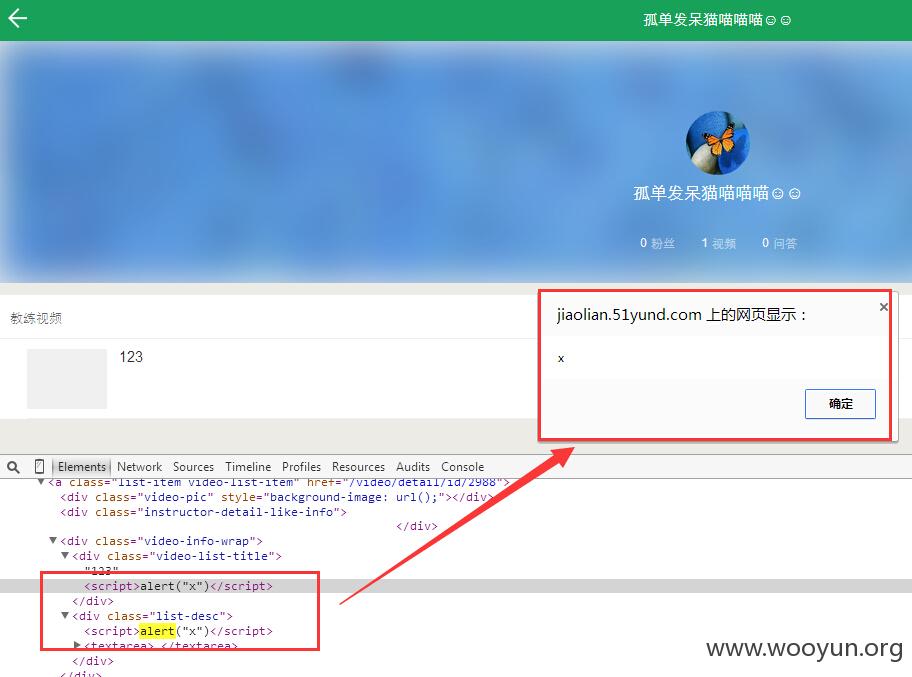 孤单发呆猫喵喵喵☺☺
孤单发呆猫喵喵喵☺☺
0 粉丝 1 视频 0 问答
教练视频
123
jiaolian.51yund.com 上的网页显示：
x
确定
Elements Network Sources Timeline Profiles Resources Audits Console
<a class="list-item video-list-item" href="/video/detail/id/2988">
<div class="video-pic" style="background-image: url();"></div>
<div class="instructor-detail-like-info">
</div>
<div class="video-info-wrap">
<div class="video-list-title">
"123"
<script>alert("x")</script>
</div>
<div class="list-desc">
<script>alert("x")</script>
<textarea> </textarea>
</div>
</div>
www.wooyun.org